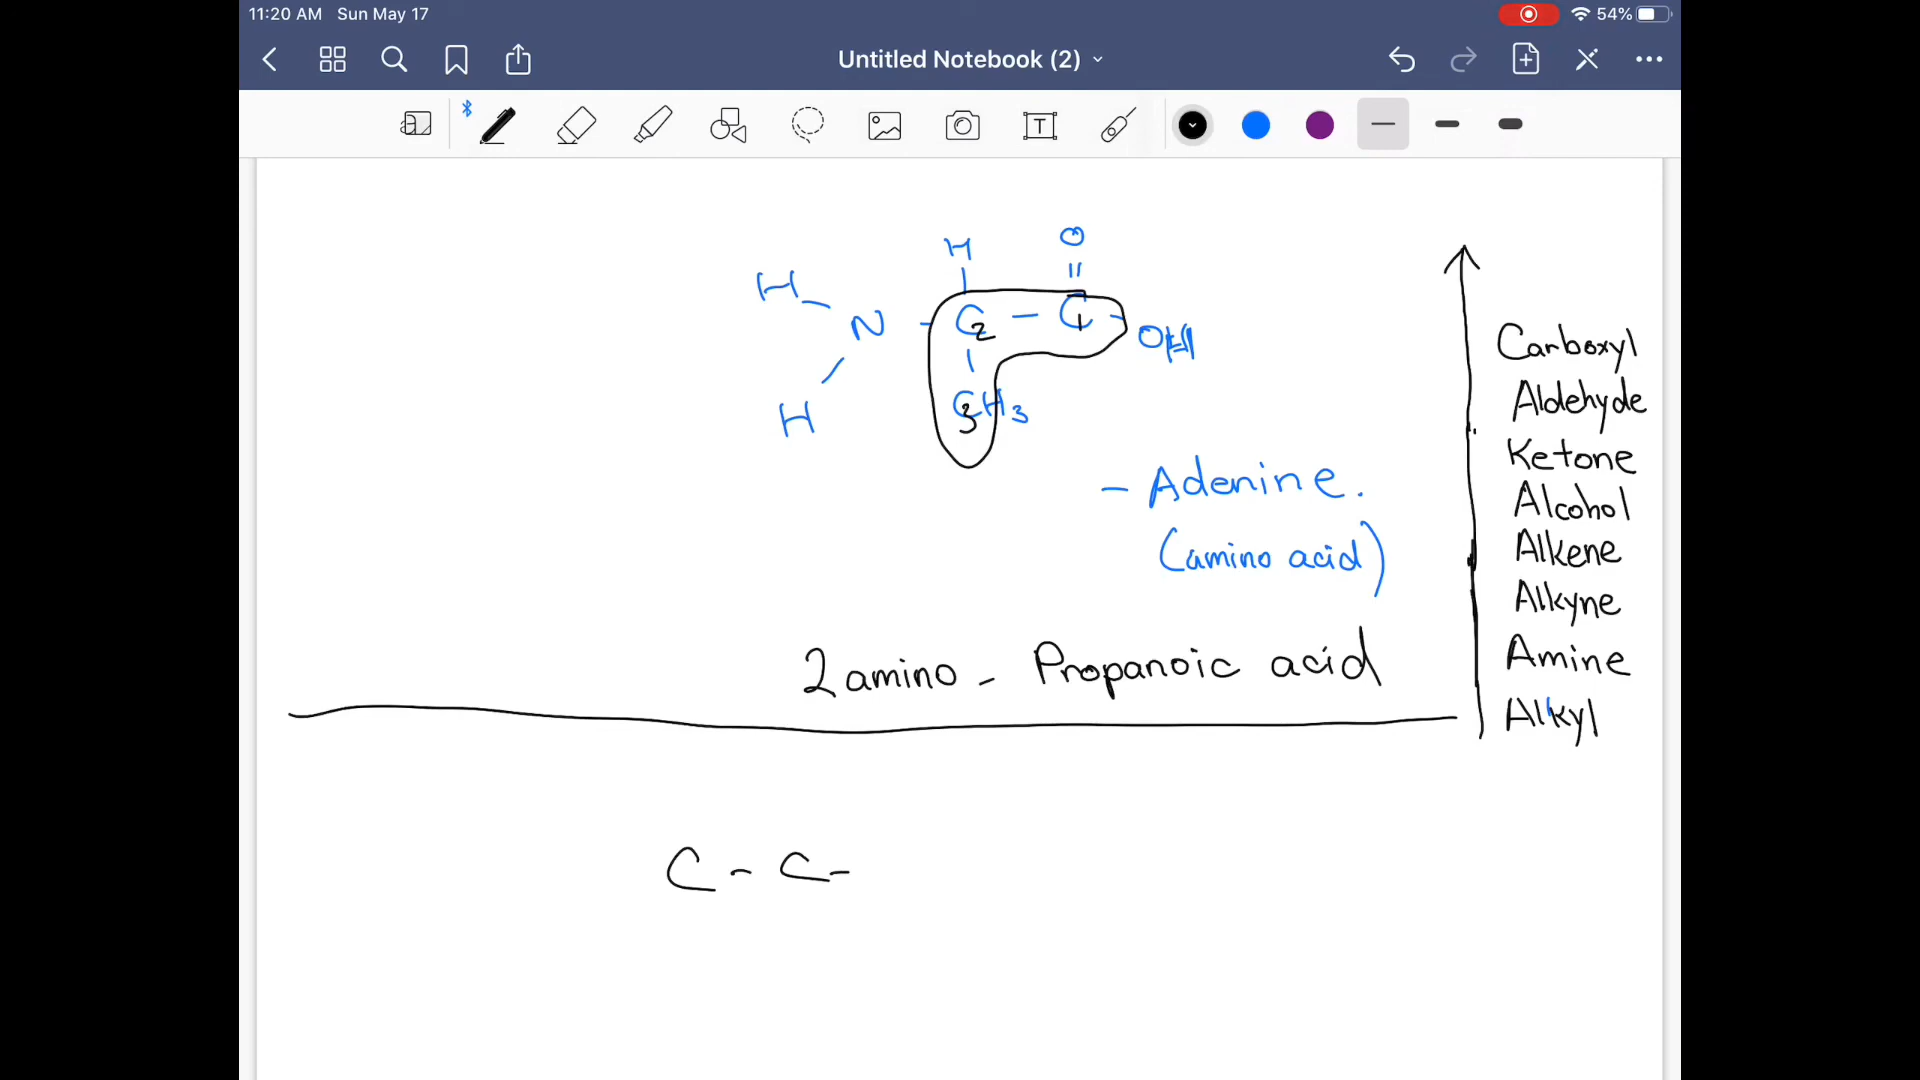 11:20 AM Sun May 17
54%
Untitled Notebook (2)
H O
H N C2 C1 OH
H CH3 3
Carboxyl
Aldehyde
Ketone
Alcohol
Alkene
Alkyne
Amine
Alkyl
- Adenine.
(amino acid)
2 amino - Propanoic acid
C - C -